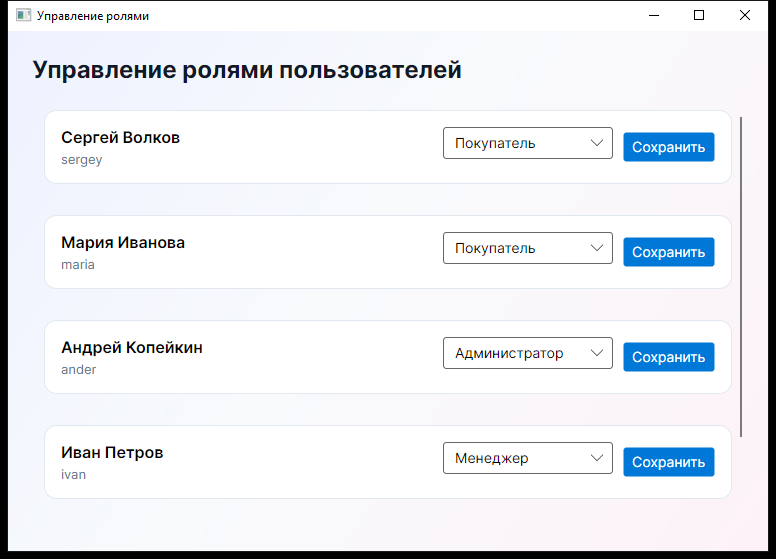 Управление ролями
Управление ролями пользователей
Сергей Волков
sergey
Покупатель
Сохранить
Мария Иванова
maria
Покупатель
Сохранить
Андрей Копейкин
ander
Администратор
Сохранить
Иван Петров
ivan
Менеджер
Сохранить